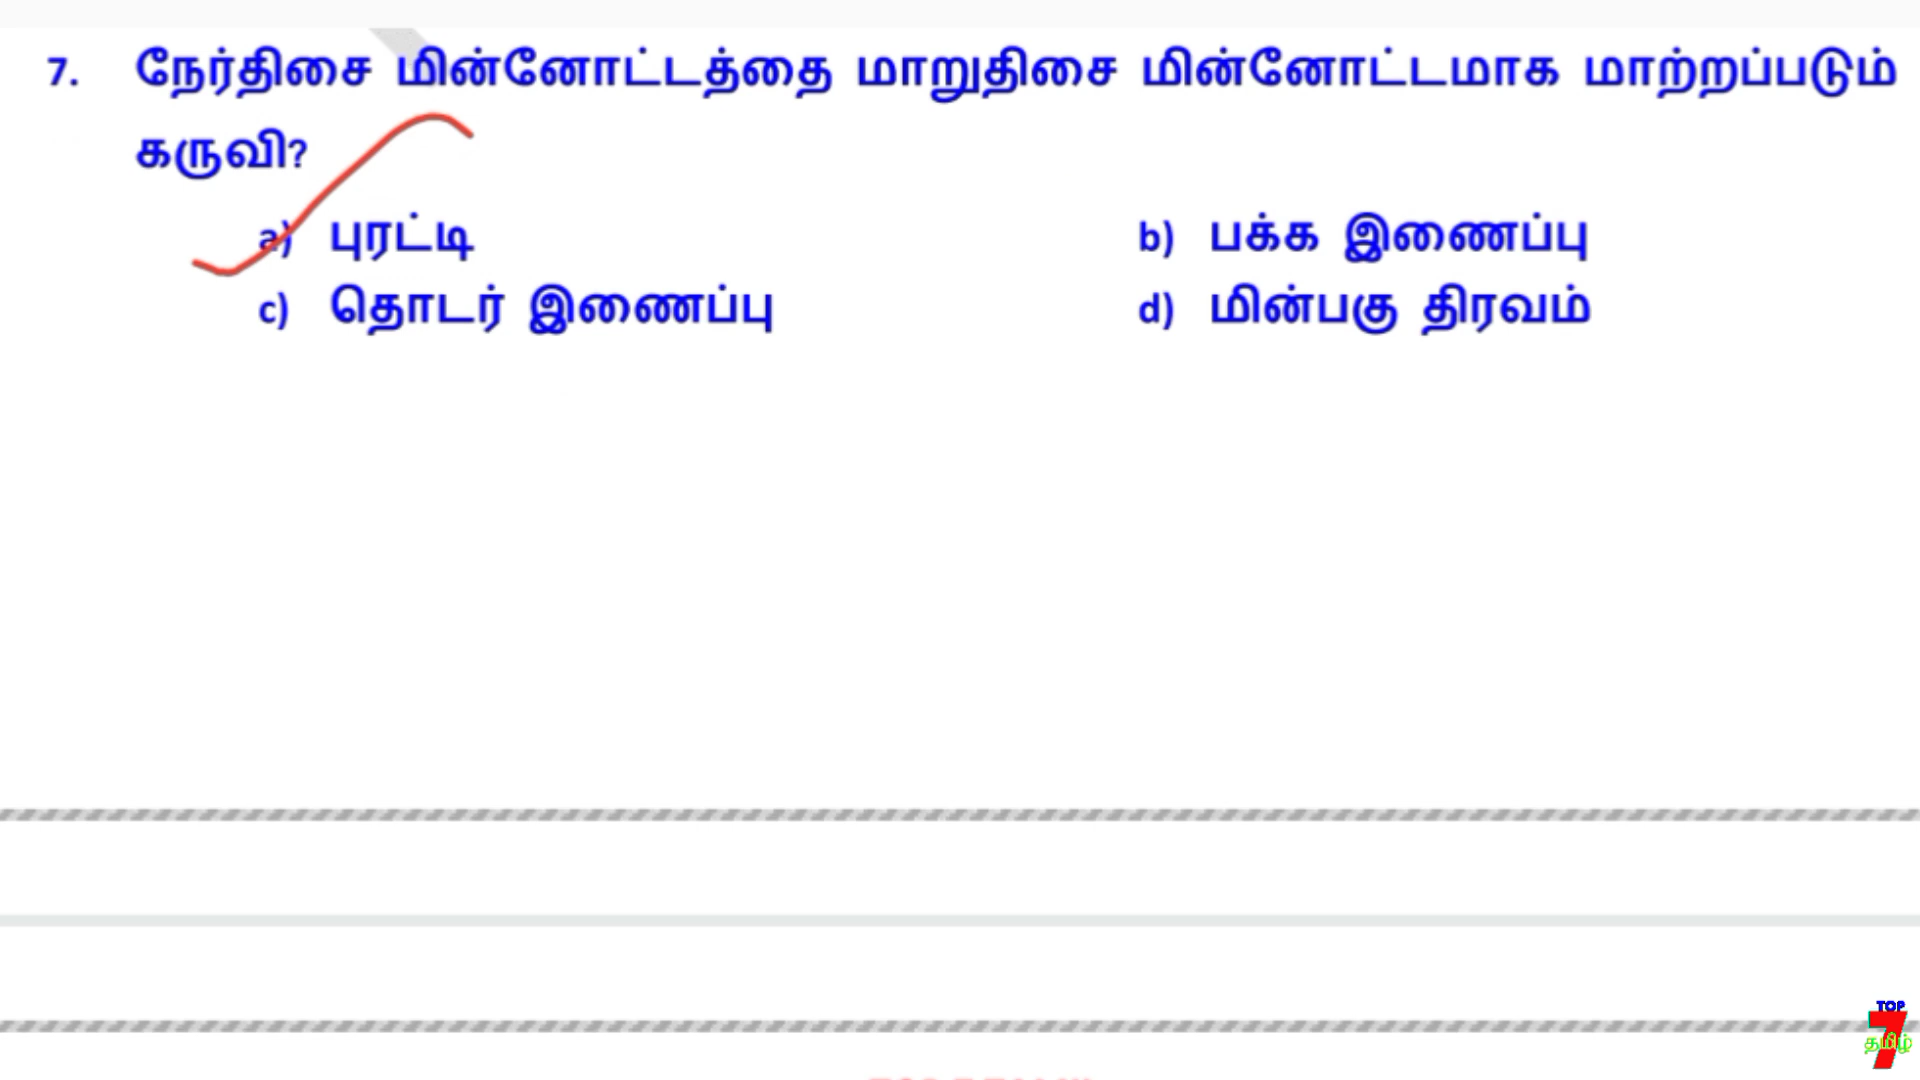 7. நேர்திசை மின்னோட்டத்தை மாறுதிசை மின்னோட்டமாக மாற்றப்படும்
கருவி?
a) புரட்டி b) பக்க இணைப்பு
c) தொடர் இணைப்பு d) மின்பகு திரவம்
TOP
7
தமிழ்